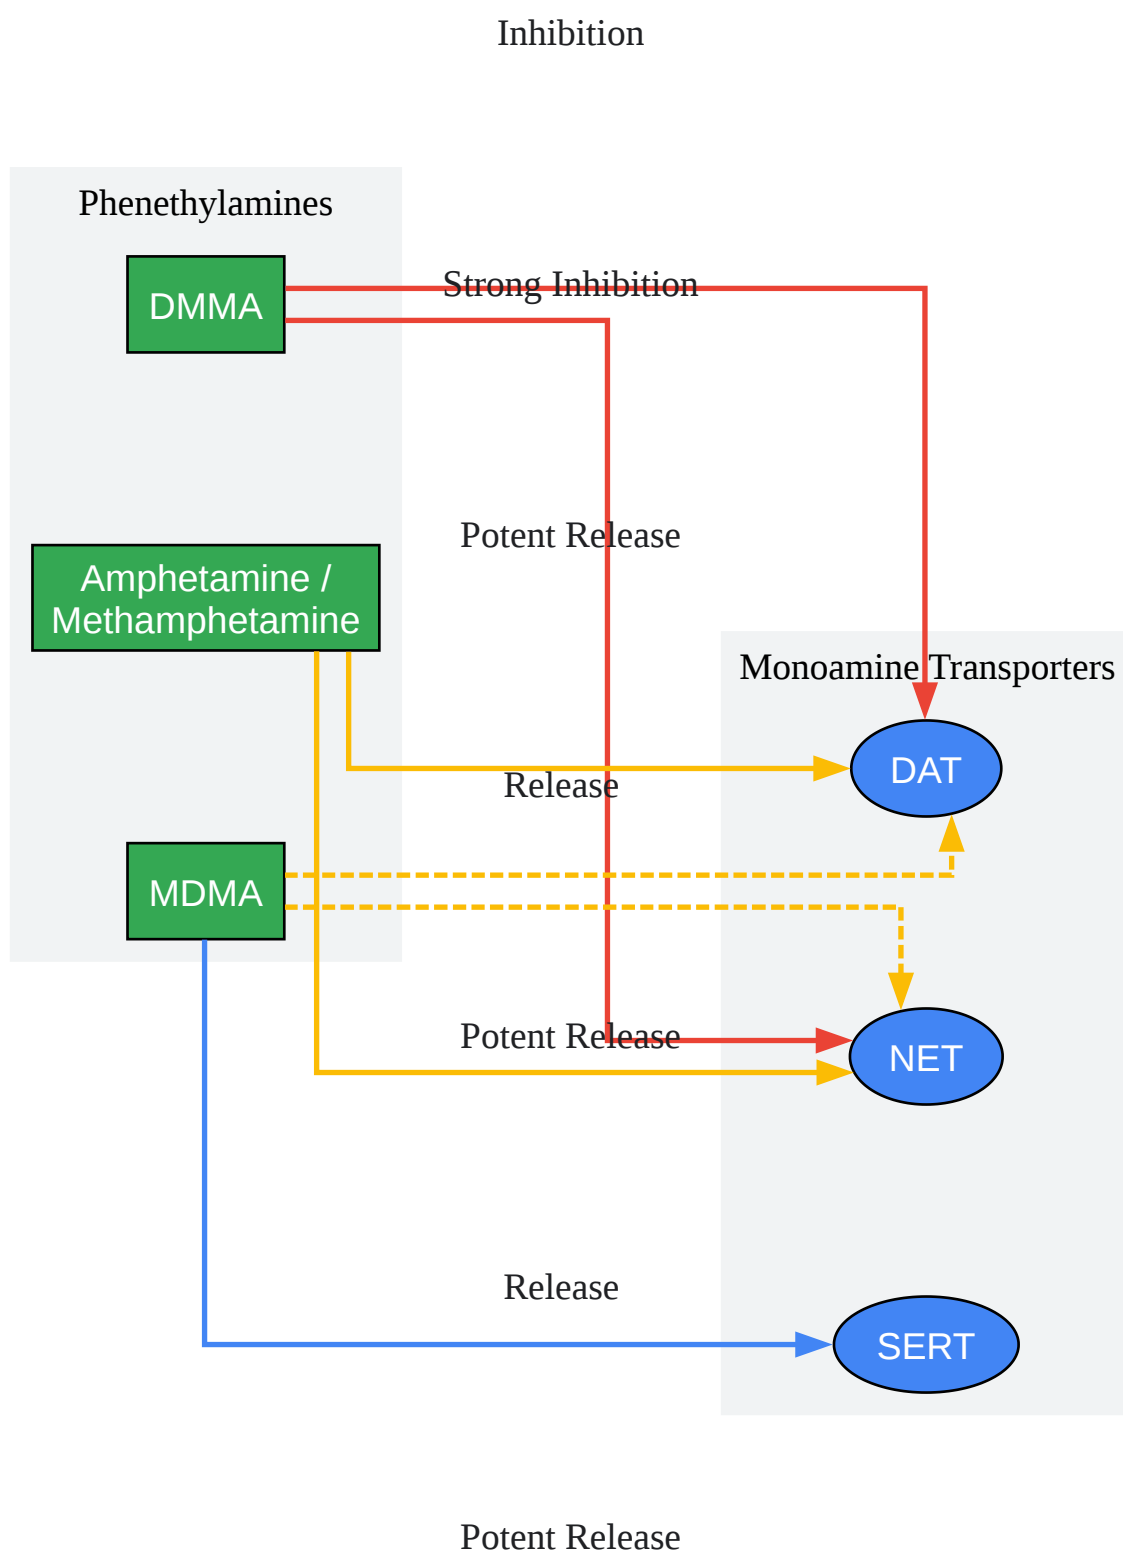 Inhibition
Phenethylamines
DMMA
Strong Inhibition
Potent Release
Amphetamine /
Methamphetamine
Monoamine Transporters
DAT
Release
MDMA
Potent Release
NET
Release
SERT
Potent Release